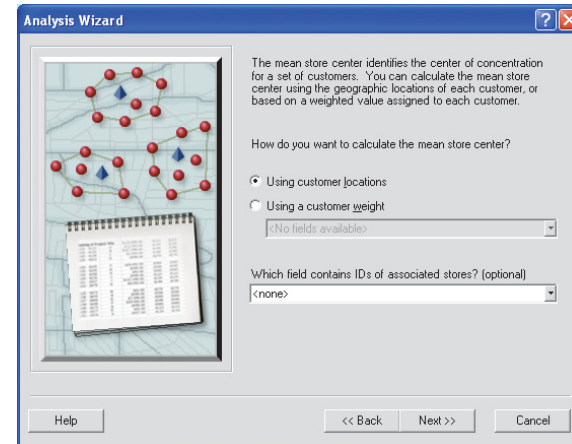 Analysis Wizard
The mean store center identifies the center of concentration
for a set of customers. You can calculate the mean store
center using the geographic locations of each customer, or
based on a weighted value assigned to each customer.
How do you want to calculate the mean store center?
Using customer locations
Using a customer weight
<No fields available>
Which field contains IDs of associated stores? (optional)
<none>
Help
<< Back
Next >>
Cancel